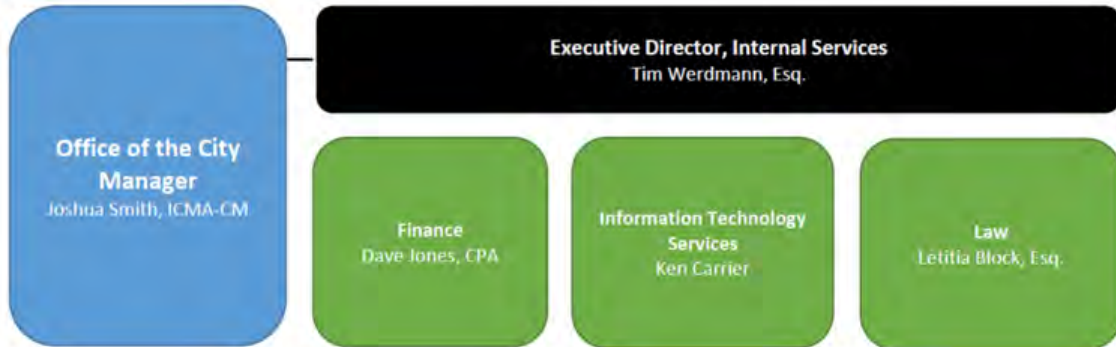 Executive Director, Internal Services
Tim Werdmann, Esq.
Office of the City
Manager
Joshua Smith, ICMA-CM
Finance
Dave Jones, CPA
Information Technology
Services
Ken Carrier
Law
Letitia Block, Esq.